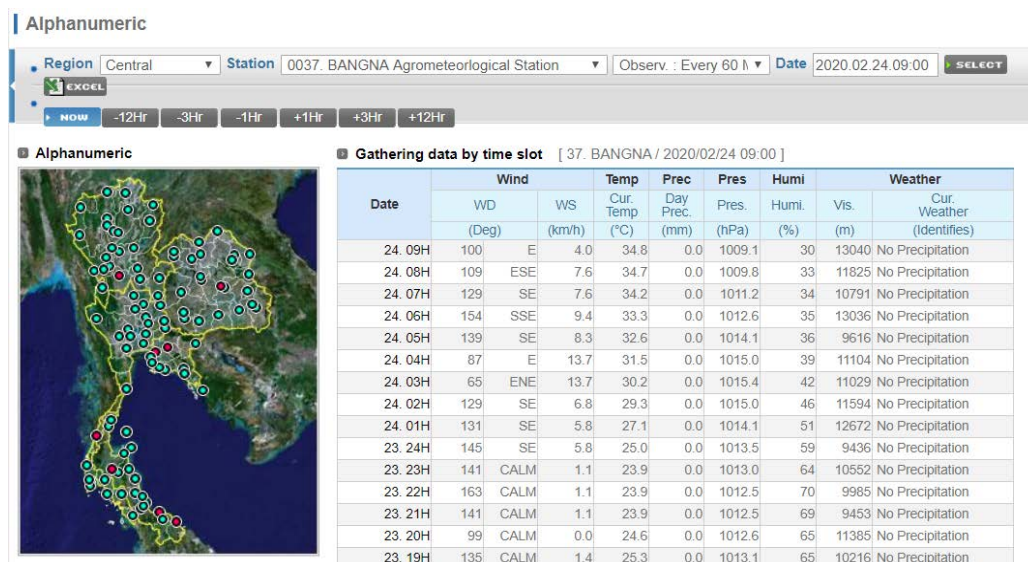 Alphanumeric
Region Central Station 0037. BANGNA Agrometeorlogical Station Observ. : Every 60 M Date 2020.02.24.09:00 SELECT
EXCEL
NOW -12Hr -3Hr -1Hr +1Hr +3Hr +12Hr
Alphanumeric
Gathering data by time slot [ 37. BANGNA / 2020/02/24 09:00 ]
Date Wind Temp Prec Pres Humi Weather
WD WS Cur. Temp Day Prec. Pres. Humi. Vis. Cur. Weather
(Deg) (km/h) (°C) (mm) (hPa) (%) (m) (Identifies)
24. 09H 100 E 4.0 34.8 0.0 1009.1 30 13040 No Precipitation
24. 08H 109 ESE 7.6 34.7 0.0 1009.8 33 11825 No Precipitation
24. 07H 129 SE 7.6 34.2 0.0 1011.2 34 10791 No Precipitation
24. 06H 154 SSE 9.4 33.3 0.0 1012.6 35 13036 No Precipitation
24. 05H 139 SE 8.3 32.6 0.0 1014.1 36 9616 No Precipitation
24. 04H 87 E 13.7 31.5 0.0 1015.0 39 11104 No Precipitation
24. 03H 65 ENE 13.7 30.2 0.0 1015.4 42 11029 No Precipitation
24. 02H 129 SE 6.8 29.3 0.0 1015.0 46 11594 No Precipitation
24. 01H 131 SE 5.8 27.1 0.0 1014.1 51 12672 No Precipitation
23. 24H 145 SE 5.8 25.0 0.0 1013.5 59 9436 No Precipitation
23. 23H 141 CALM 1.1 23.9 0.0 1013.0 64 10552 No Precipitation
23. 22H 163 CALM 1.1 23.9 0.0 1012.5 70 9985 No Precipitation
23. 21H 141 CALM 1.1 23.9 0.0 1012.5 69 9453 No Precipitation
23. 20H 99 CALM 0.0 24.6 0.0 1012.6 65 11385 No Precipitation
23. 19H 135 CALM 1.4 25.3 0.0 1013.1 65 10216 No Precipitation